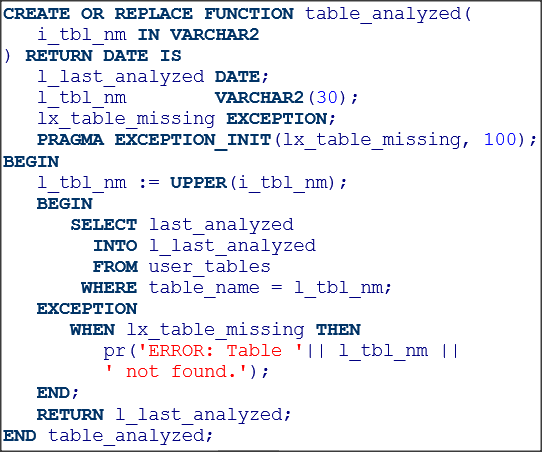 CREATE OR REPLACE FUNCTION table_analyzed(
i_tbl_nm IN VARCHAR2
) RETURN DATE IS
l_last_analyzed DATE;
l_tbl_nm VARCHAR2(30);
lx_table_missing EXCEPTION;
PRAGMA EXCEPTION_INIT(lx_table_missing, 100);
BEGIN
l_tbl_nm := UPPER(i_tbl_nm);
BEGIN
SELECT last_analyzed
INTO l_last_analyzed
FROM user_tables
WHERE table_name = l_tbl_nm;
EXCEPTION
WHEN lx_table_missing THEN
pr('ERROR: Table '|| l_tbl_nm ||
' not found.');
END;
RETURN l_last_analyzed;
END table_analyzed;